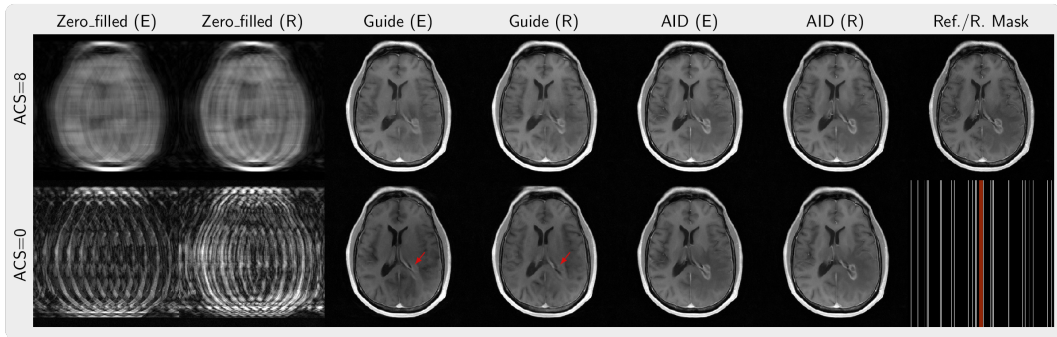 Zero_filled (E) Zero_filled (R) Guide (E) Guide (R) AID (E) AID (R) Ref./R. Mask
ACS=8
ACS=0